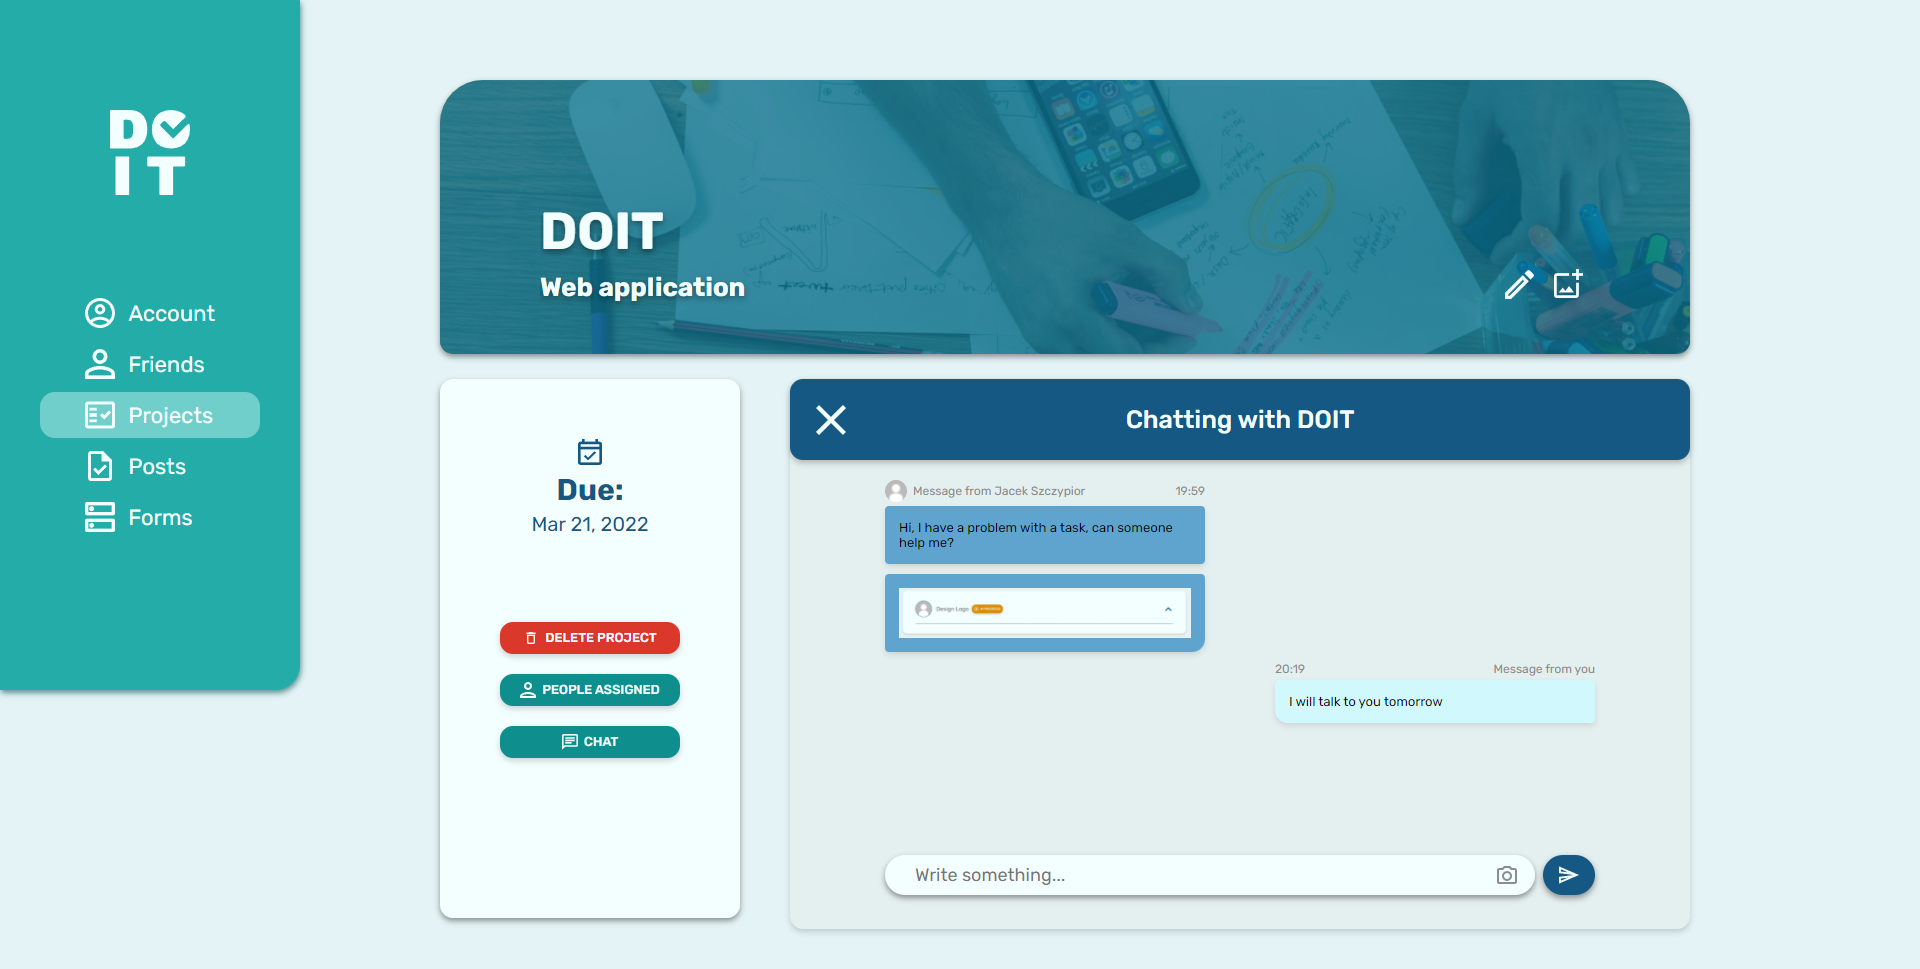 DO
IT
Account
Friends
Projects
Posts
Forms
DOIT
Web application
Due:
Mar 21, 2022
DELETE PROJECT
PEOPLE ASSIGNED
CHAT
Chatting with DOIT
Message from Jacek Szczypior 19:59
Hi, I have a problem with a task, can someone
help me?
Design Logo
20:19 Message from you
I will talk to you tomorrow
Write something...